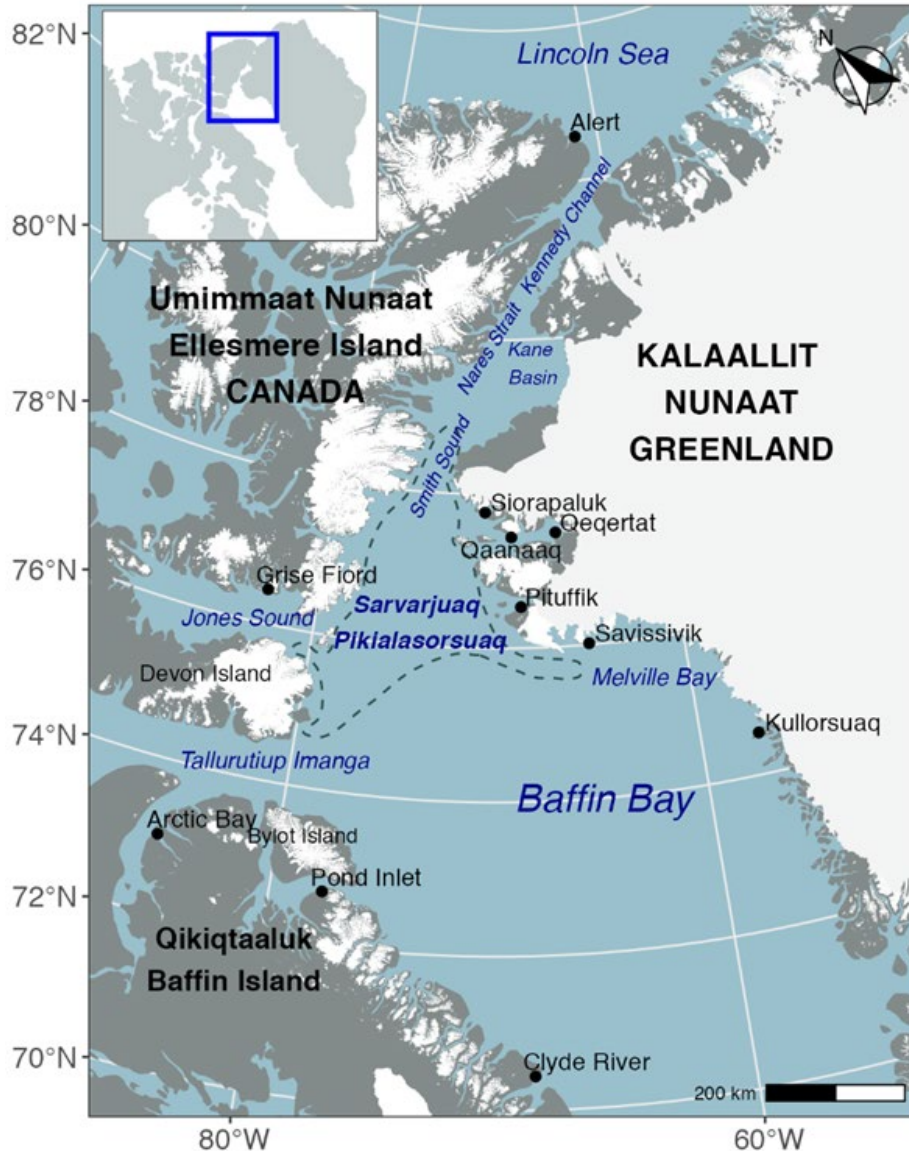 82°N
80°N
78°N
76°N
74°N
72°N
70°N
80°W
60°W
N
Lincoln Sea
Alert
Kennedy Channel
Nares Strait
Umimmaat Nunaat
Ellesmere Island
CANADA
Kane
Basin
KALAALLIT
NUNAAT
GREENLAND
Smith Sound
Siorapaluk
Qeqertat
Qaanaaq
Grise Fiord
Pituffik
Jones Sound
Sarvarjuaq
Pikialasorsuaq
Savissivik
Devon Island
Melville Bay
Kullorsuaq
Tallurutiup Imanga
Baffin Bay
Arctic Bay
Bylot Island
Pond Inlet
Qikiqtaaluk
Baffin Island
Clyde River
200 km